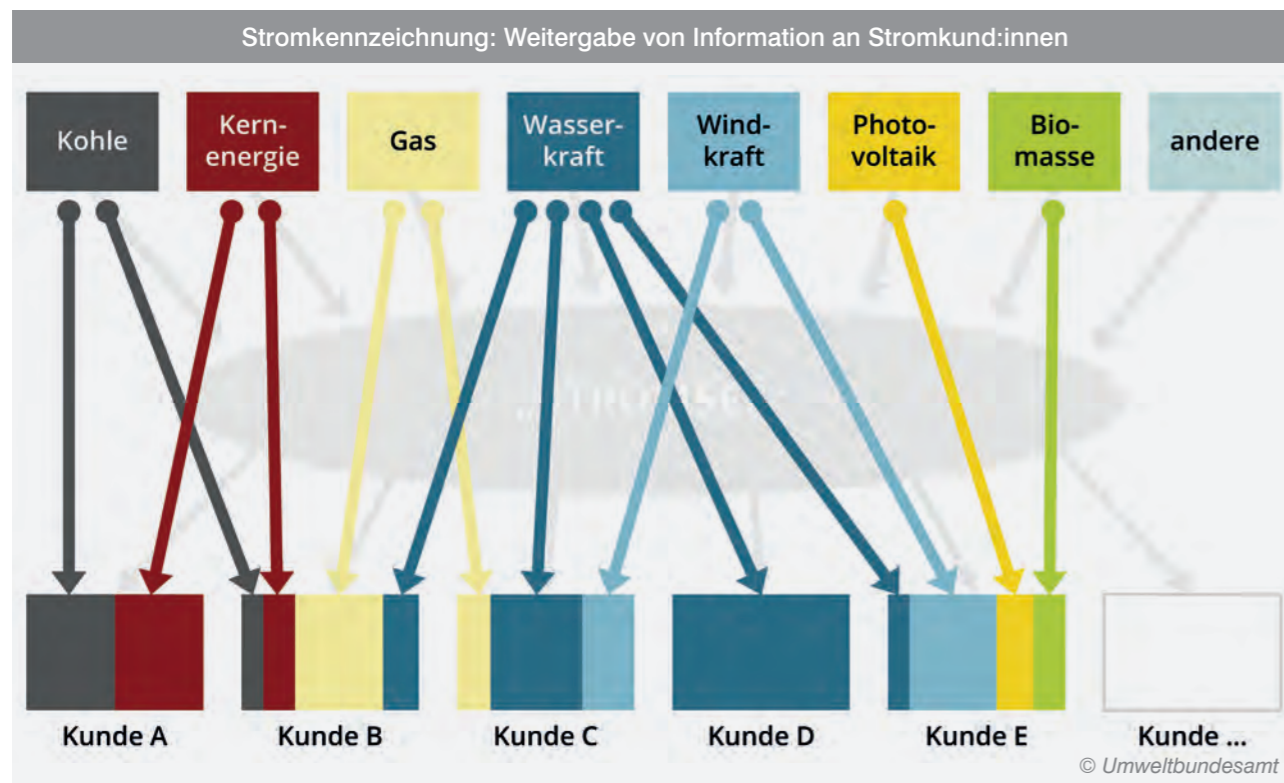 Stromkennzeichnung: Weitergabe von Information an Stromkund:innen
Kohle
Kern-
energie
Gas
Wasser-
kraft
Wind-
kraft
Photo-
voltaik
Bio-
masse
andere
Kunde A
Kunde B
Kunde C
Kunde D
Kunde E
Kunde ...
© Umweltbundesamt